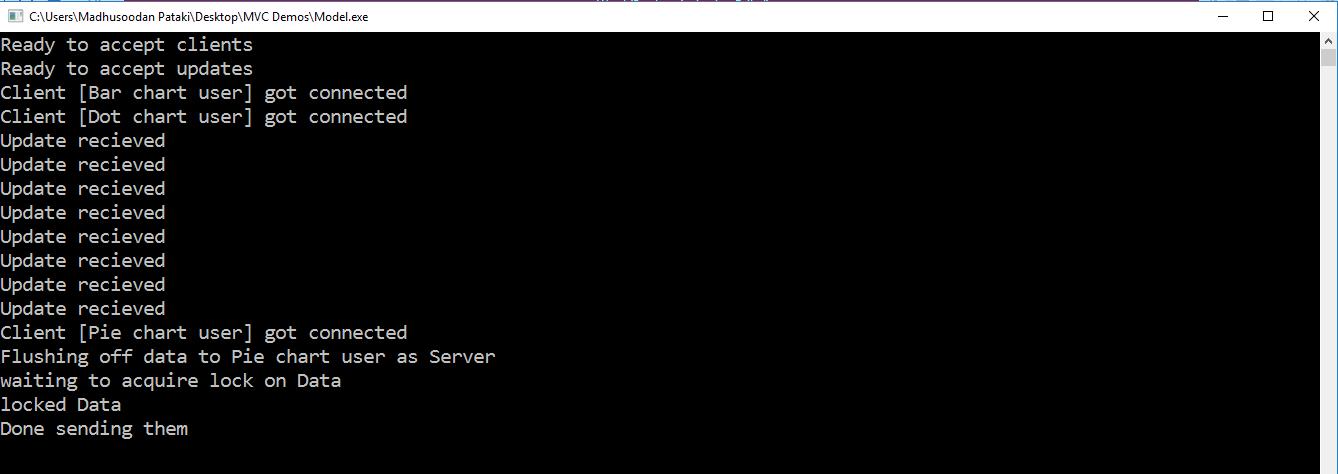 C:\Users\Madhusoodan Pataki\Desktop\MVC Demos\Model.exe
Ready to accept clients
Ready to accept updates
Client [Bar chart user] got connected
Client [Dot chart user] got connected
Update recieved
Update recieved
Update recieved
Update recieved
Update recieved
Update recieved
Update recieved
Update recieved
Client [Pie chart user] got connected
Flushing off data to Pie chart user as Server
waiting to acquire lock on Data
locked Data
Done sending them